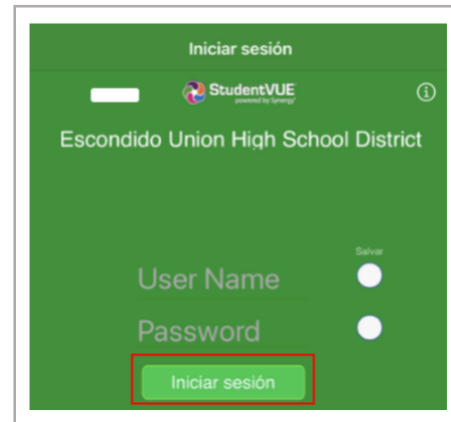 Iniciar sesión
StudentVUE
powered by Synergy
Escondido Union High School District
Salvar
User Name
Password
Iniciar sesión